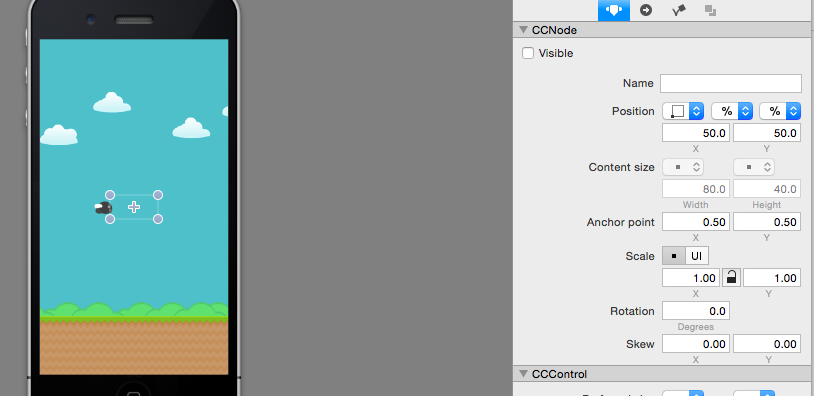 CCNode
Visible
Name
Position % %
50.0 50.0
X Y
Content size
80.0 40.0
Width Height
Anchor point 0.50 0.50
X Y
Scale UI
1.00 1.00
X Y
Rotation 0.0
Degrees
Skew 0.00 0.00
X Y
CCControl